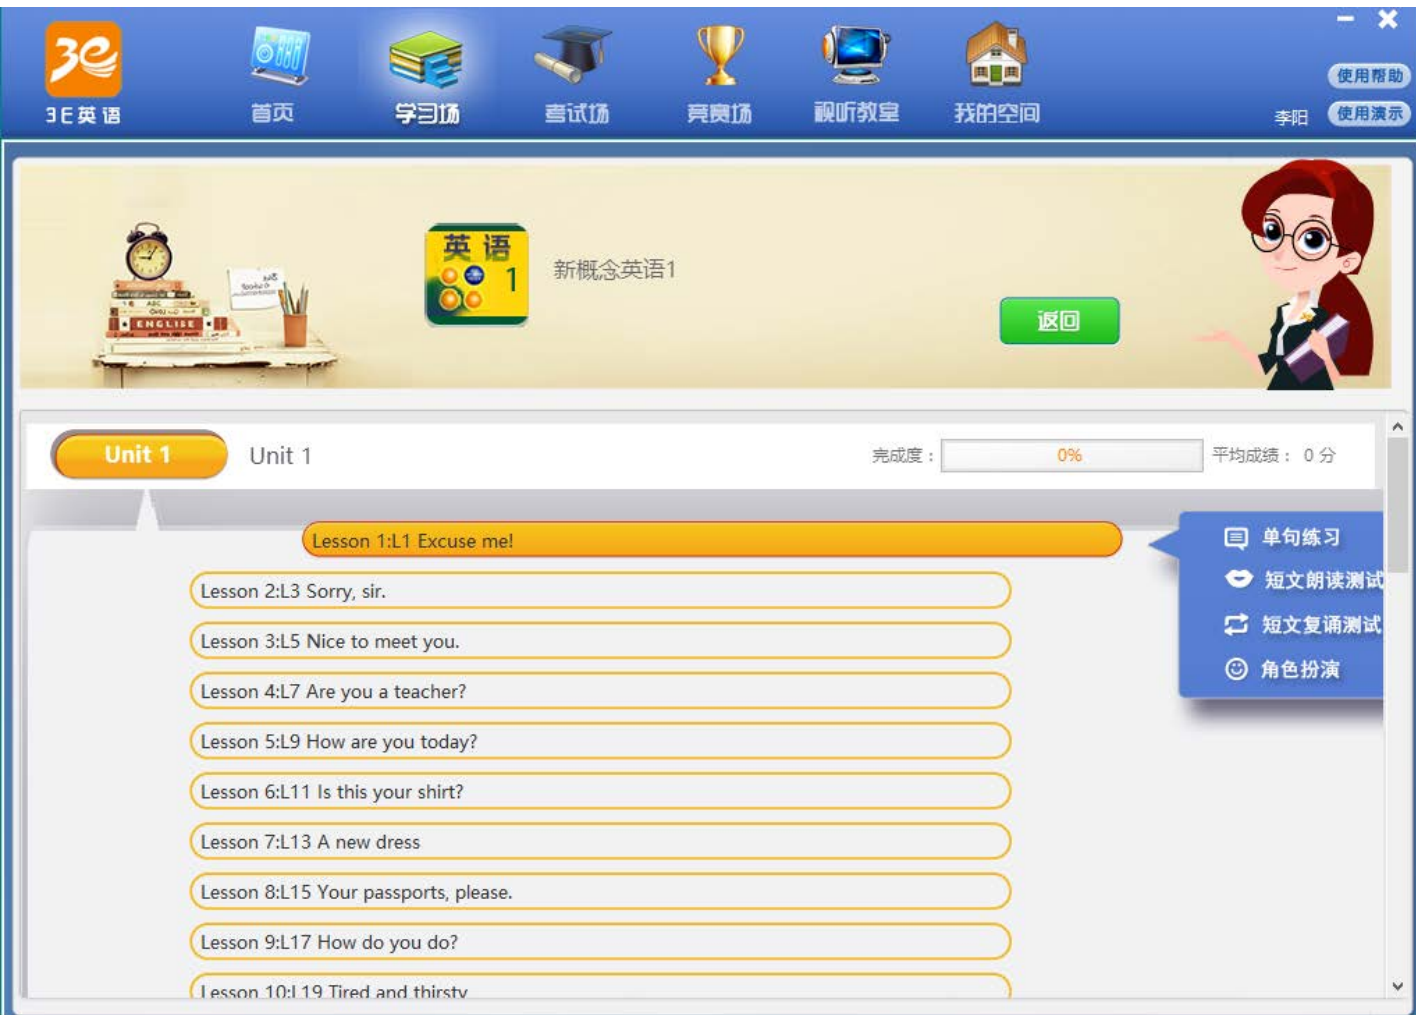 3E英语
首页
学习场
考试场
竞赛场
视听教室
我的空间
李阳
使用帮助
使用演示
ABC
ENGLISH
英语
1
新概念英语1
返回
Unit 1
Unit 1
完成度：
0%
平均成绩： 0 分
Lesson 1:L1 Excuse me!
Lesson 2:L3 Sorry, sir.
Lesson 3:L5 Nice to meet you.
Lesson 4:L7 Are you a teacher?
Lesson 5:L9 How are you today?
Lesson 6:L11 Is this your shirt?
Lesson 7:L13 A new dress
Lesson 8:L15 Your passports, please.
Lesson 9:L17 How do you do?
Lesson 10:L19 Tired and thirsty
单句练习
短文朗读测试
短文复诵测试
角色扮演